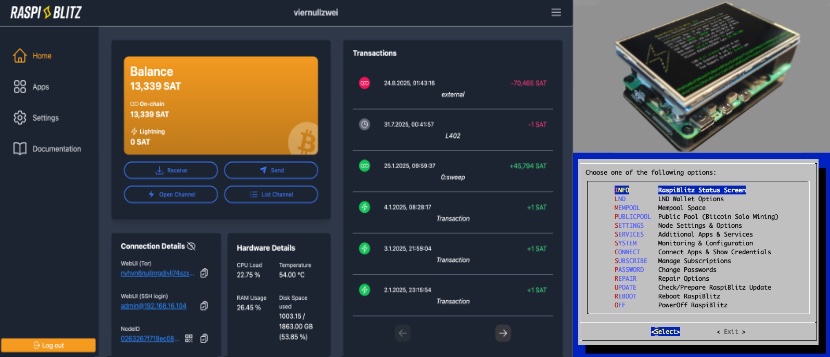 RASPI BLITZ
viernullzwei
Home
Apps
Settings
Documentation
Log out
Balance
13,339 SAT
On-chain
13,339 SAT
Lightning
0 SAT
Receive
Send
Open Channel
List Channel
Connection Details
WebUI (Tor)
WebUI (SSH login)
admin@192.168.16.104
NodeID
0263267f719ec08...
Hardware Details
CPU Load
22.75 %
Temperature
54.00 °C
RAM Usage
26.45 %
Disk Space
used
1003.15 /
1863.00 GB
(53.85 %)
Transactions
24.8.2025, 01:43:16
-70,465 SAT
external
31.7.2025, 00:41:57
-1 SAT
L402
25.1.2025, 09:59:37
+45,794 SAT
0:sweep
4.1.2025, 08:28:17
+1 SAT
Transaction
3.1.2025, 21:59:04
+1 SAT
Transaction
2.1.2025, 23:15:54
+1 SAT
Transaction
Choose one of the following options:
INFO RaspiBlitz Status Screen
LND LND Wallet Options
MEMPOOL Mempool Space
PUBLICPOOL Public Pool (Bitcoin Solo Mining)
SETTINGS Node Settings & Options
SERVICES Additional Apps & Services
SYSTEM Monitoring & Configuration
CONNECT Connect Apps & Show Credentials
SUBSCRIBE Manage Subscriptions
PASSWORD Change Passwords
REPAIR Repair Options
UPDATE Check/Prepare RaspiBlitz Update
REBOOT Reboot RaspiBlitz
OFF PowerOff RaspiBlitz
<Select>
< Exit >